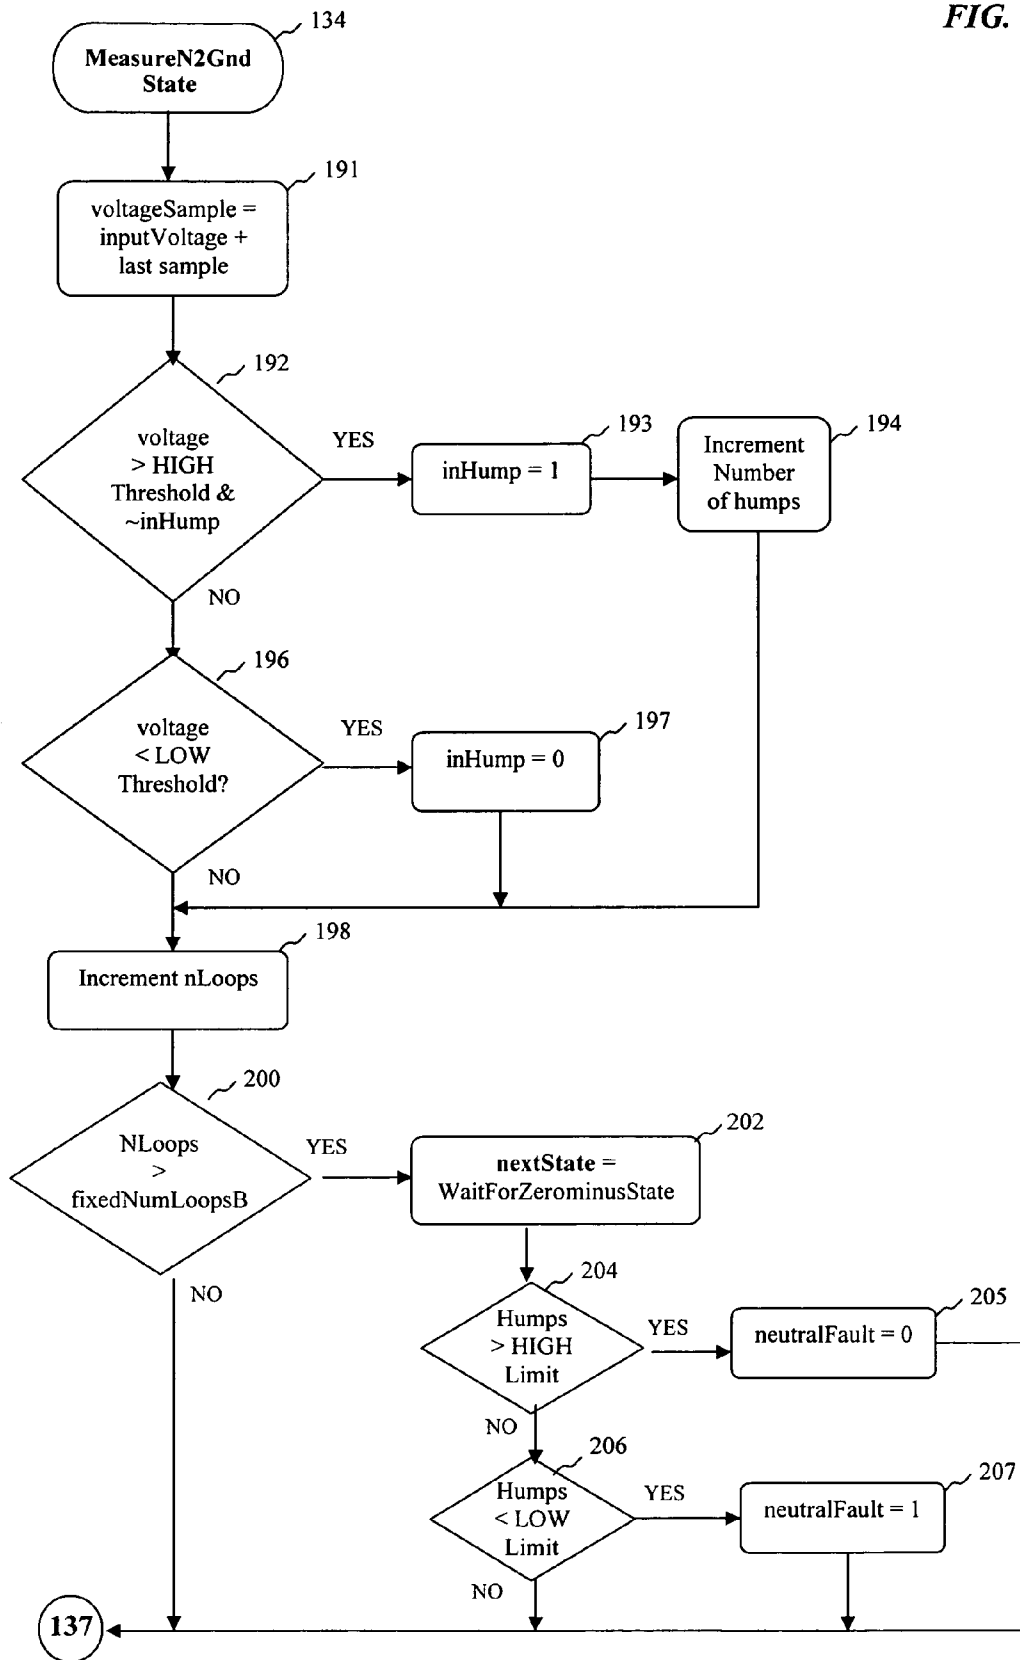 FIG.
134
MeasureN2Gnd
State
191
voltageSample =
inputVoltage +
last sample
192
voltage
> HIGH
Threshold &
~inHump
YES
193
inHump = 1
194
Increment
Number
of humps
NO
196
voltage
< LOW
Threshold?
YES
197
inHump = 0
NO
198
Increment nLoops
200
NLoops
>
fixedNumLoopsB
YES
202
nextState =
WaitForZerominusState
NO
204
Humps
> HIGH
Limit
YES
205
neutralFault = 0
NO
206
Humps
< LOW
Limit
YES
207
neutralFault = 1
NO
137